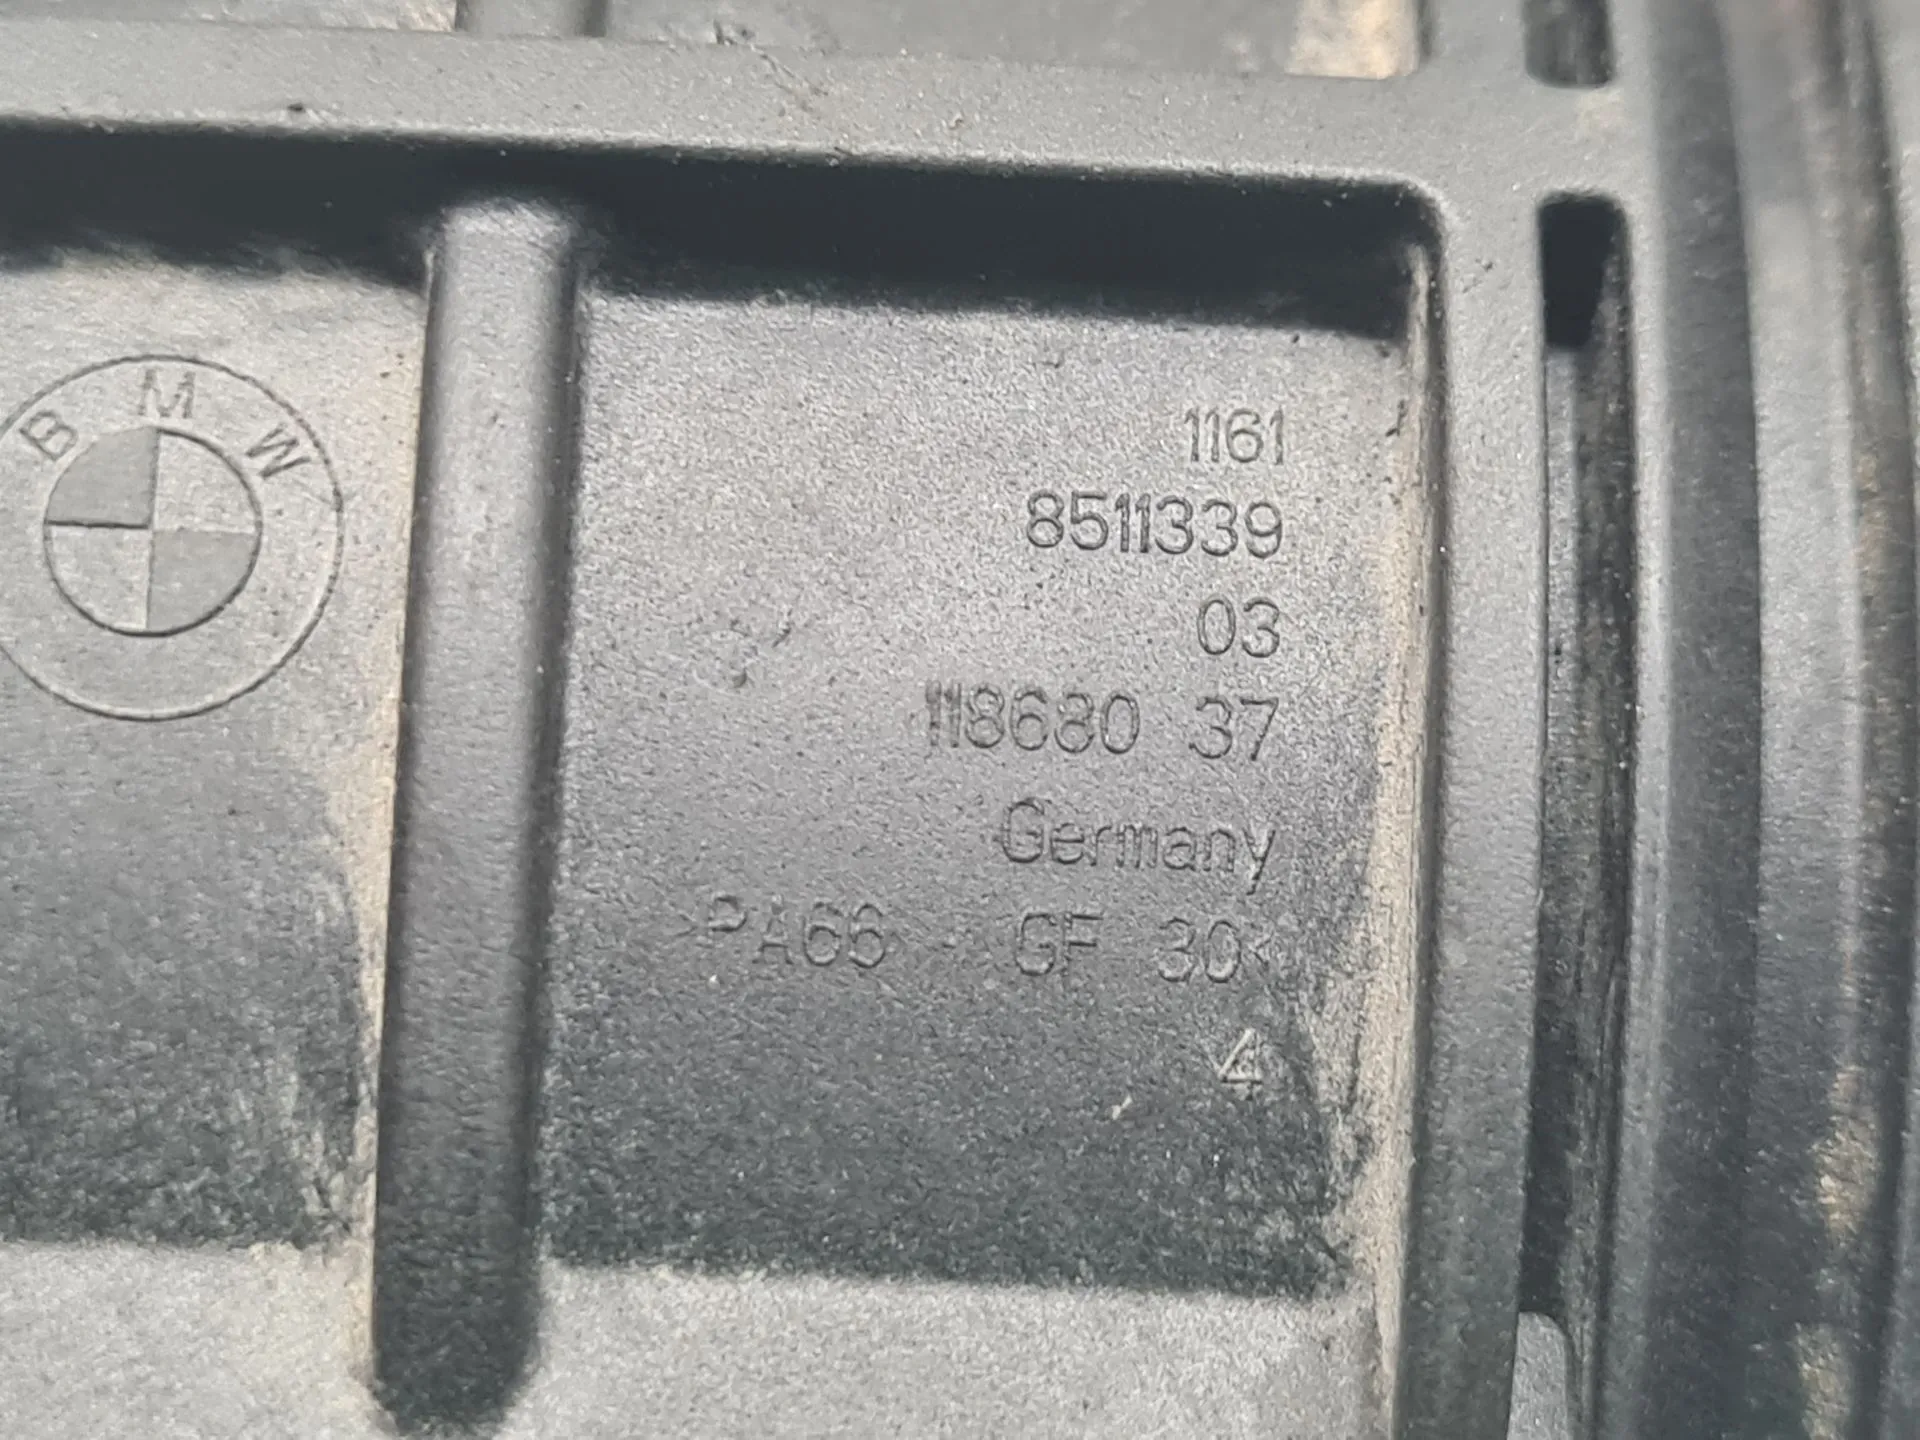 BMW
1161
8511339
03
118680 37
Germany
>PA66 - GF 30<
4